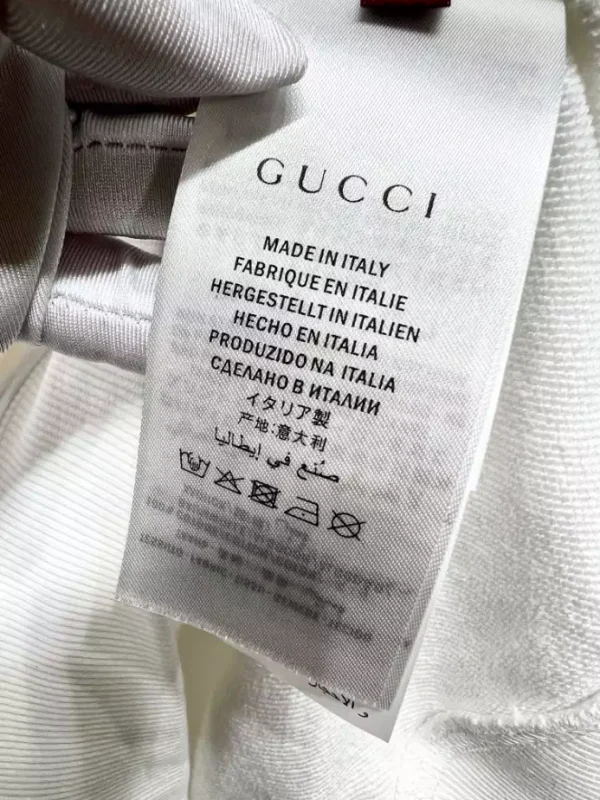 GUCCI
MADE IN ITALY
FABRIQUE EN ITALIE
HERGESTELLT IN ITALIEN
HECHO EN ITALIA
PRODUZIDO NA ITALIA
СДЕЛАНО В ИТАЛИИ
イタリア製
产地:意大利
صُنع في إيطاليا